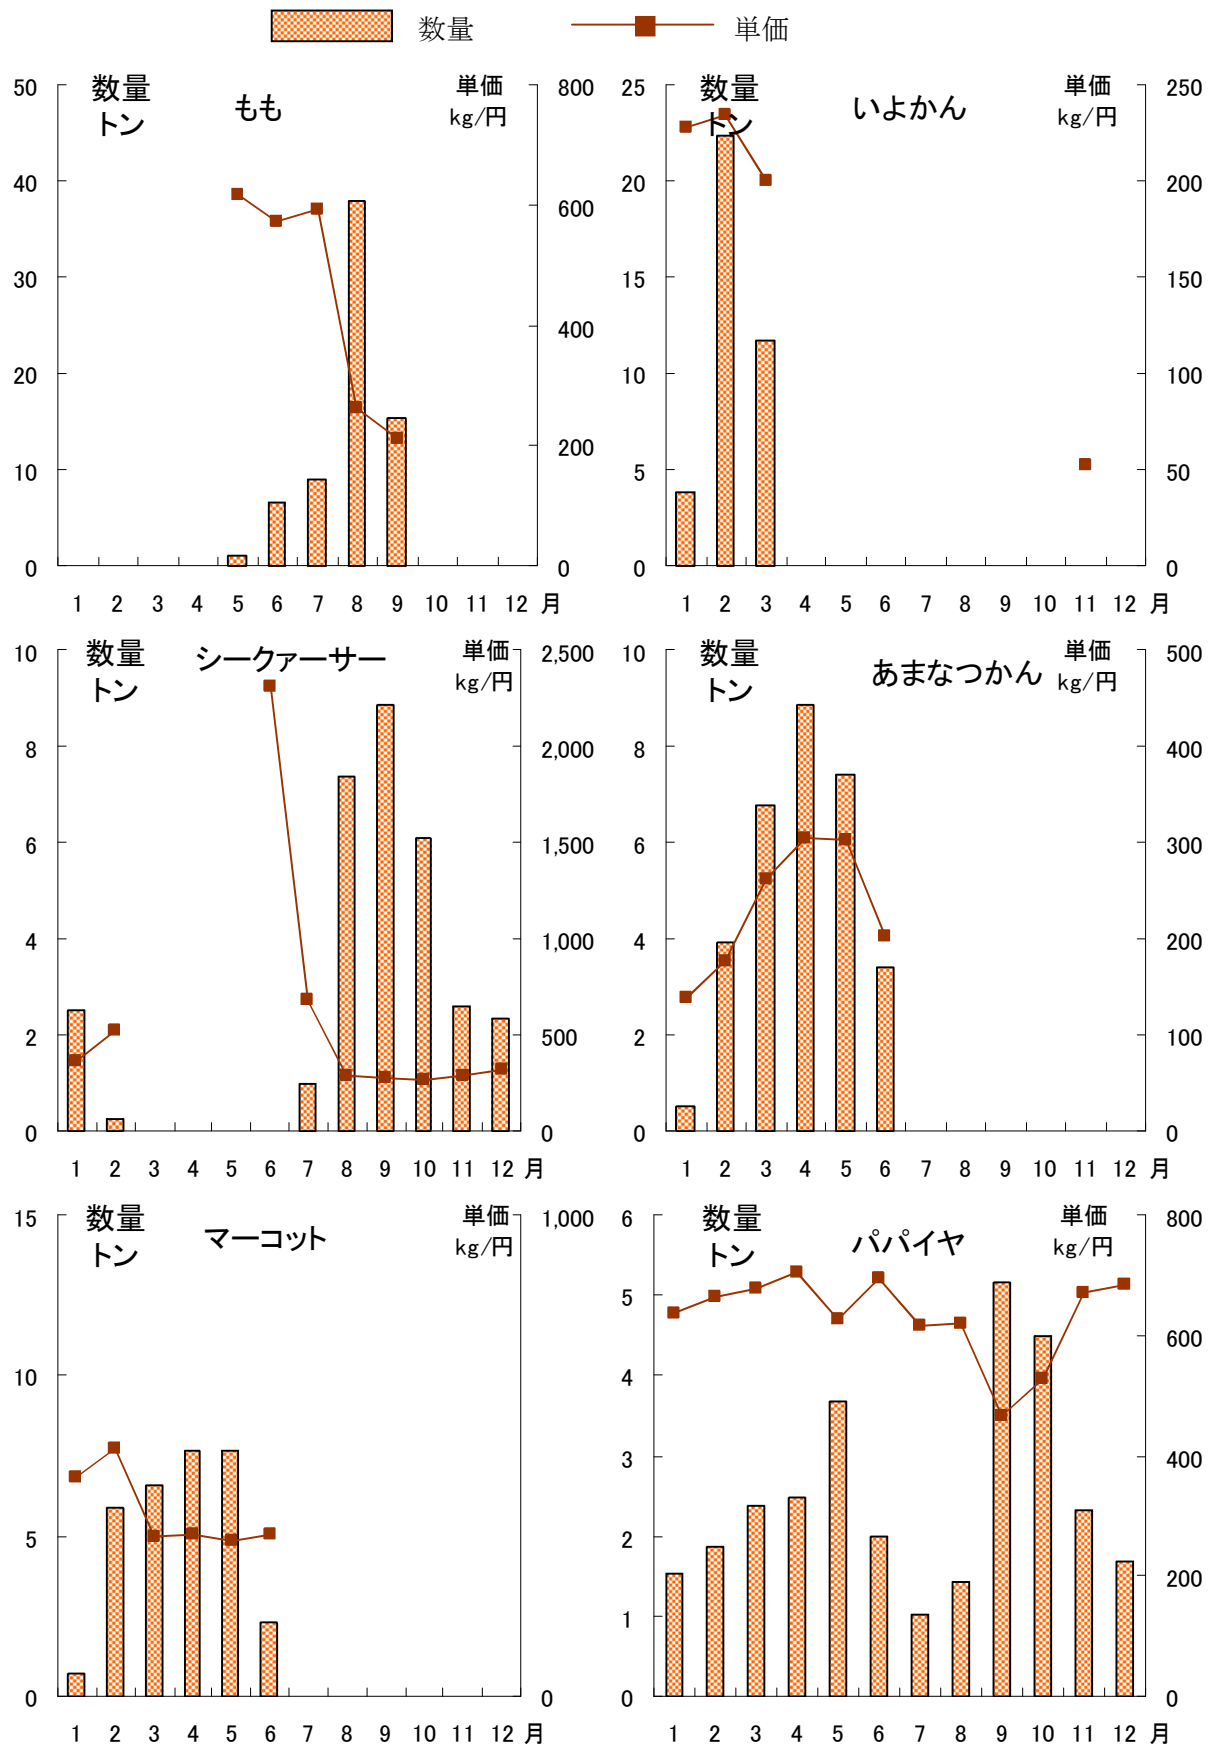 数量 単価
50 数量 もも 単価 800
トン kg/円
40
600
30
400
20
200
10
0 0
1 2 3 4 5 6 7 8 9 10 11 12 月
25 数量 いよかん 単価 250
トン kg/円
20 200
15 150
10 100
5 50
0 0
1 2 3 4 5 6 7 8 9 10 11 12 月
10 数量 シークァーサー 単価 2,500
トン kg/円
8 2,000
6 1,500
4 1,000
2 500
0 0
1 2 3 4 5 6 7 8 9 10 11 12 月
10 数量 あまなつかん 単価 500
トン kg/円
8 400
6 300
4 200
2 100
0 0
1 2 3 4 5 6 7 8 9 10 11 12 月
15 数量 マーコット 単価 1,000
トン kg/円
10
5
0 0
1 2 3 4 5 6 7 8 9 10 11 12 月
6 数量 パパイヤ 単価 800
トン kg/円
5
600
4
3 400
2
200
1
0 0
1 2 3 4 5 6 7 8 9 10 11 12 月